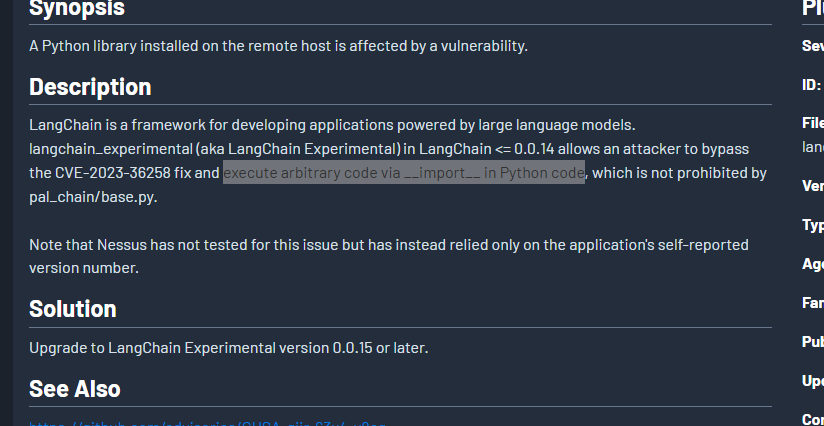 Synopsis
A Python library installed on the remote host is affected by a vulnerability.
Description
LangChain is a framework for developing applications powered by large language models.
langchain_experimental (aka LangChain Experimental) in LangChain <= 0.0.14 allows an attacker to bypass
the CVE-2023-36258 fix and execute arbitrary code via __import__ in Python code, which is not prohibited by
pal_chain/base.py.
Note that Nessus has not tested for this issue but has instead relied only on the application's self-reported
version number.
Solution
Upgrade to LangChain Experimental version 0.0.15 or later.
See Also
Plu
Sev
ID:
File
lan
Ver
Typ
Age
Fam
Pub
Upd
Con